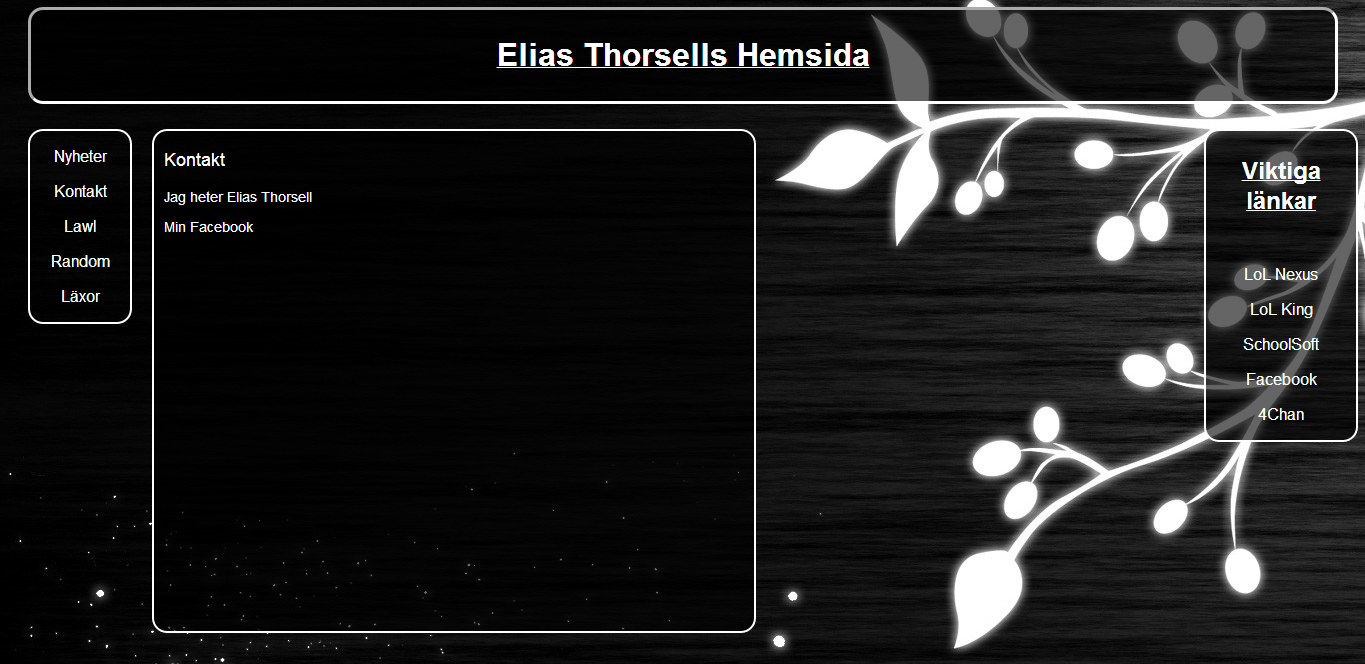 Elias Thorsells Hemsida
Nyheter
Kontakt
Lawl
Random
Läxor
Kontakt
Jag heter Elias Thorsell
Min Facebook
Viktiga
länkar
LoL Nexus
LoL King
SchoolSoft
Facebook
4Chan